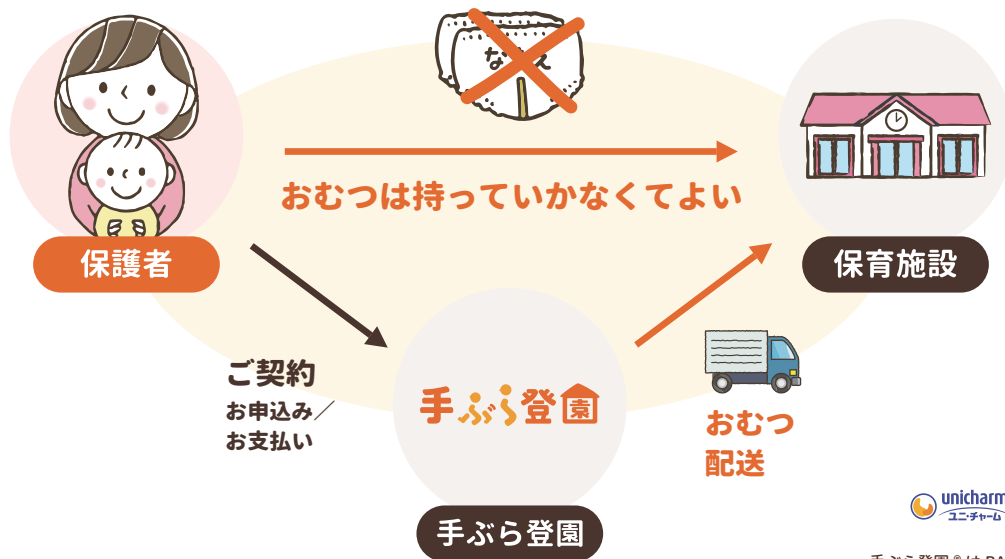 おむつは持っていかなくてよい
保護者
保育施設
ご契約
お申込み／
お支払い
手ぶら登園
おむつ
配送
手ぶら登園
unicharm
ユニ・チャーム